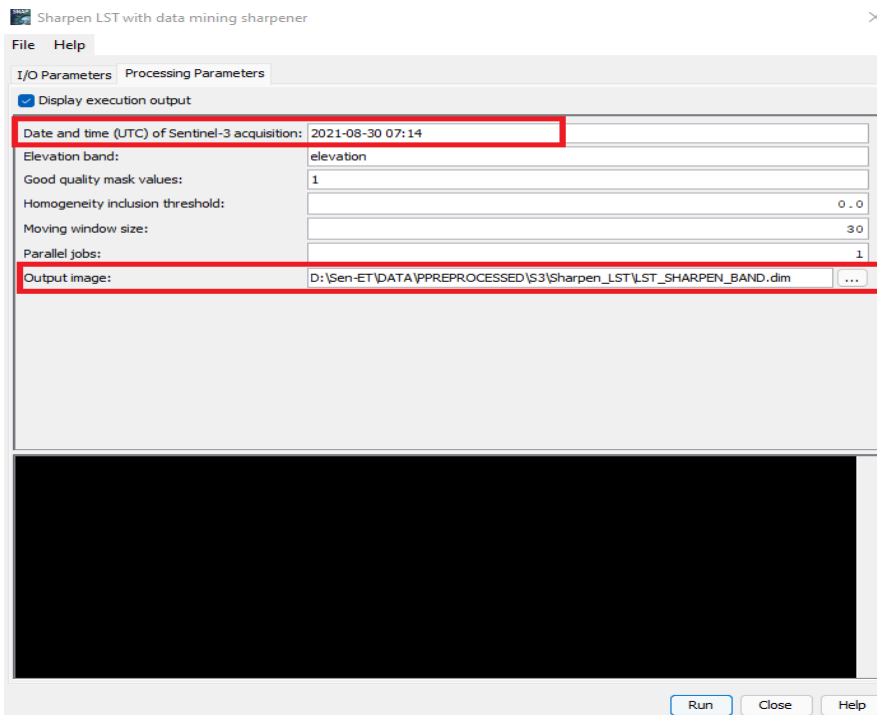 Sharpen LST with data mining sharpener
File Help
I/O Parameters Processing Parameters
Display execution output
Date and time (UTC) of Sentinel-3 acquisition: 2021-08-30 07:14
Elevation band: elevation
Good quality mask values: 1
Homogeneity inclusion threshold: 0.0
Moving window size: 30
Parallel jobs: 1
Output image: D:\Sen-ET\DATA\PPREPROCESSED\S3\Sharpen_LST\LST_SHARPEN_BAND.dim ...
Run Close Help